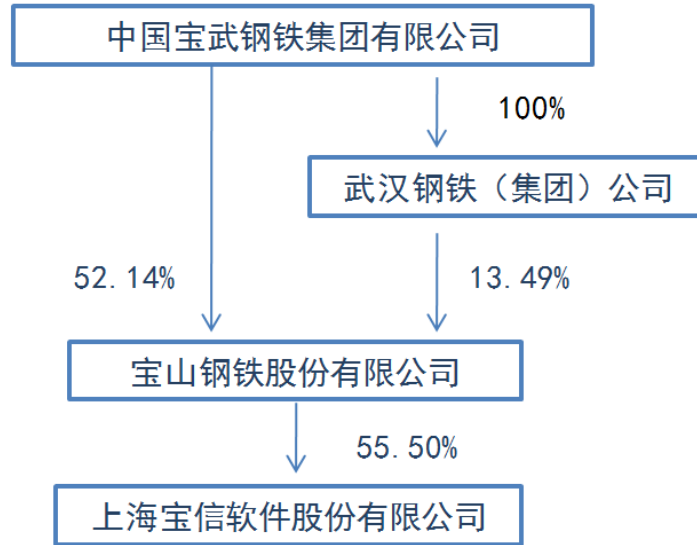 中国宝武钢铁集团有限公司
100%
武汉钢铁（集团）公司
52.14%
13.49%
宝山钢铁股份有限公司
55.50%
上海宝信软件股份有限公司